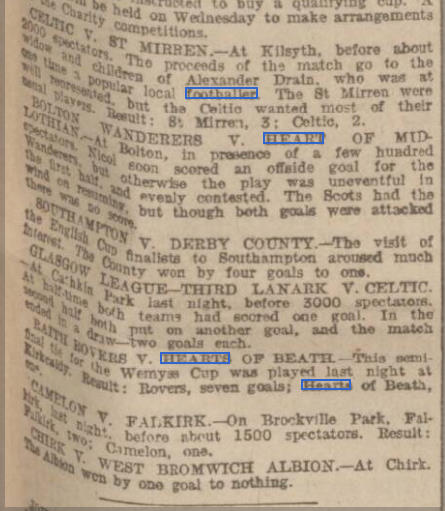 be held on Wednesday to make arrangements
the Charity competitions.
CELTIC V. ST MIRREN.—At Kilsyth, before about
2000 spectators. The proceeds of the match go to the
widow and children of Alexander Drain, who was at
one time a popular local footballer. The St Mirren were
well represented, but the Celtic wanted most of their
usual players. Result: St Mirren, 3; Celtic, 2.
BOLTON WANDERERS V. HEART OF MID-
LOTHIAN.—At Bolton, in presence of a few hundred
spectators. Nicol soon scored an offside goal for the
Wanderers, but otherwise the play was uneventful in
the first half, and evenly contested. The Scots had the
wind on resuming, but though both goals were attacked
there was no score.
SOUTHAMPTON V. DERBY COUNTY.—The visit of
the English Cup finalists to Southampton aroused much
interest. The County won by four goals to one.
GLASGOW LEAGUE—THIRD LANARK V. CELTIC.
—At Cathkin Park last night, before 3000 spectators.
At half-time both teams had scored one goal. In the
second half both put on another goal, and the match
ended in a draw—two goals each.
RAITH ROVERS V. HEARTS OF BEATH.—This semi-
final tie for the Wemyss Cup was played last night at
Kirkcaldy. Result: Rovers, seven goals; Hearts of Beath,
CAMELON V. FALKIRK.—On Brockville Park, Fal-
kirk, last night, before about 1500 spectators. Result:
Falkirk, two; Camelon, one.
CHIRK V. WEST BROMWICH ALBION.—At Chirk.
The Albion won by one goal to nothing.